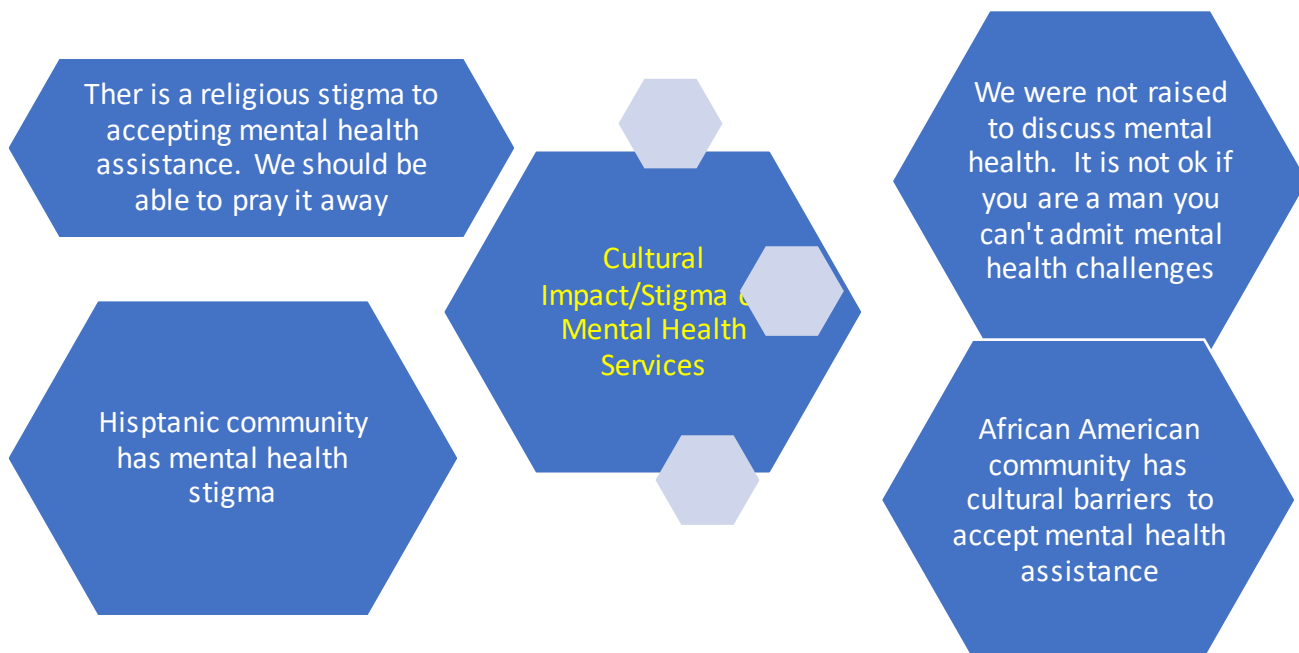 Ther is a religious stigma to
accepting mental health
assistance. We should be
able to pray it away
Cultural
Impact/Stigma
Mental Health
Services
We were not raised
to discuss mental
health. It is not ok if
you are a man you
can't admit mental
health challenges
Hisptanic community
has mental health
stigma
African American
community has
cultural barriers to
accept mental health
assistance